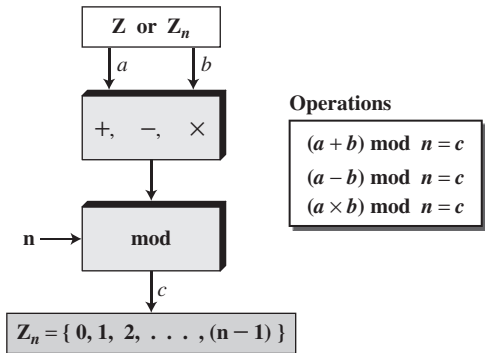 Z or Zₙ
a b
+, −, ×
n
mod
c
Zₙ = { 0, 1, 2, . . . , (n − 1) }
Operations
(a + b) mod n = c
(a − b) mod n = c
(a × b) mod n = c